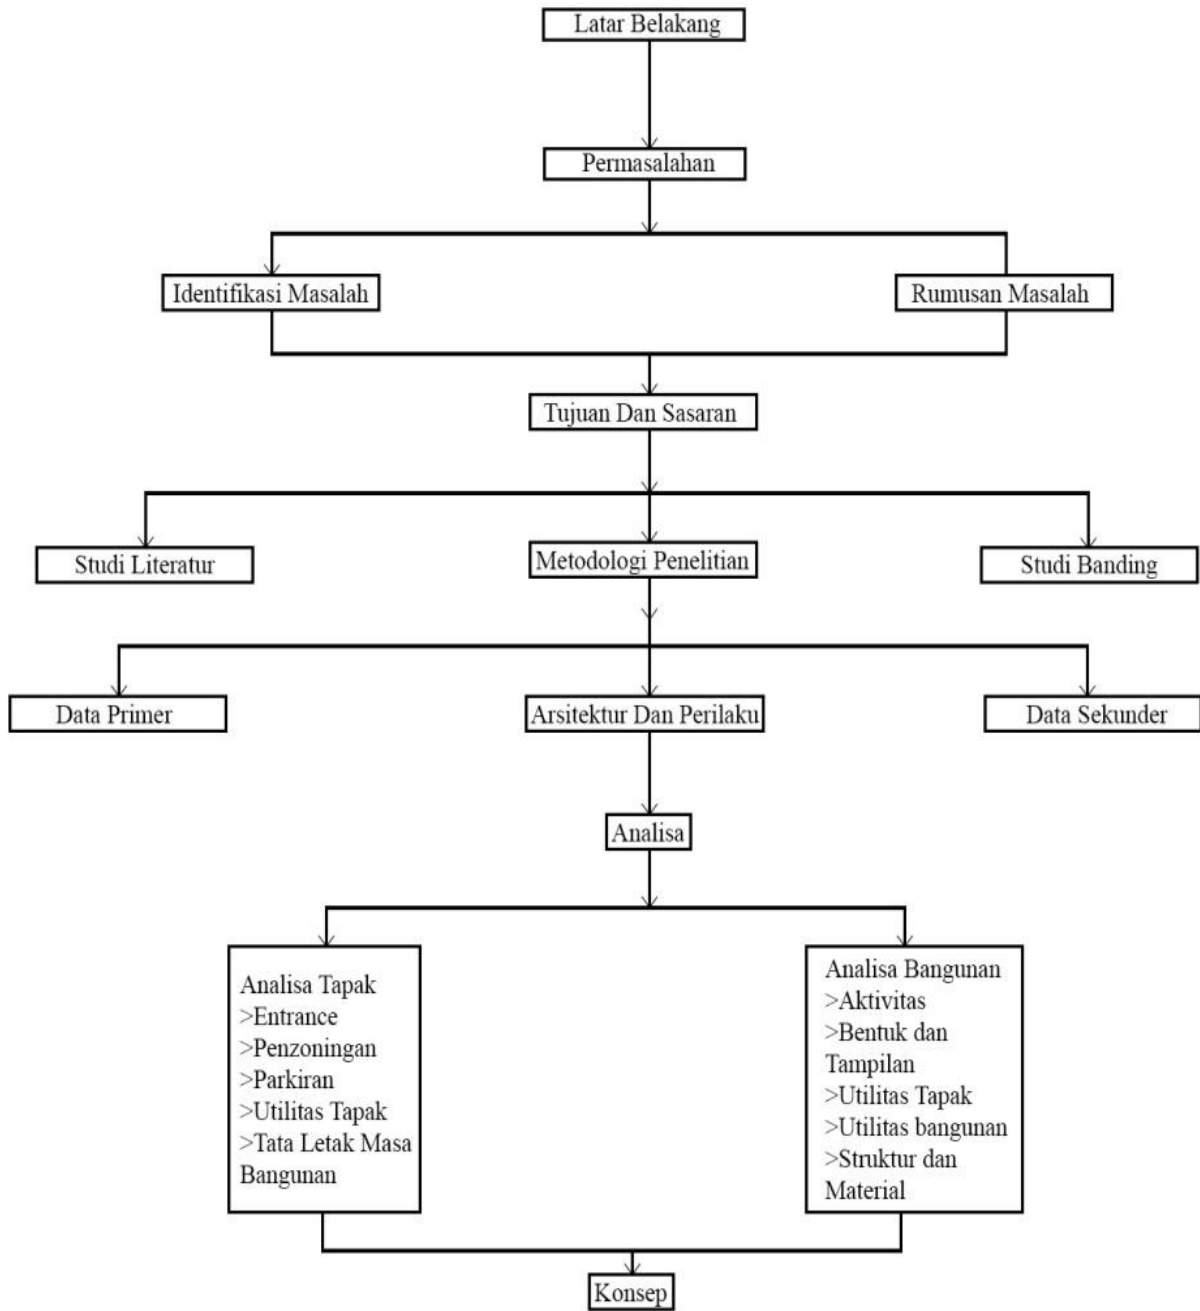 Latar Belakang
Permasalahan
Identifikasi Masalah
Rumusan Masalah
Tujuan Dan Sasaran
Studi Literatur
Metodologi Penelitian
Studi Banding
Data Primer
Arsitektur Dan Perilaku
Data Sekunder
Analisa
Analisa Tapak
>Entrance
>Penzoningan
>Parkiran
>Utilitas Tapak
>Tata Letak Masa
Bangunan
Analisa Bangunan
>Aktivitas
>Bentuk dan
Tampilan
>Utilitas Tapak
>Utilitas bangunan
>Struktur dan
Material
Konsep